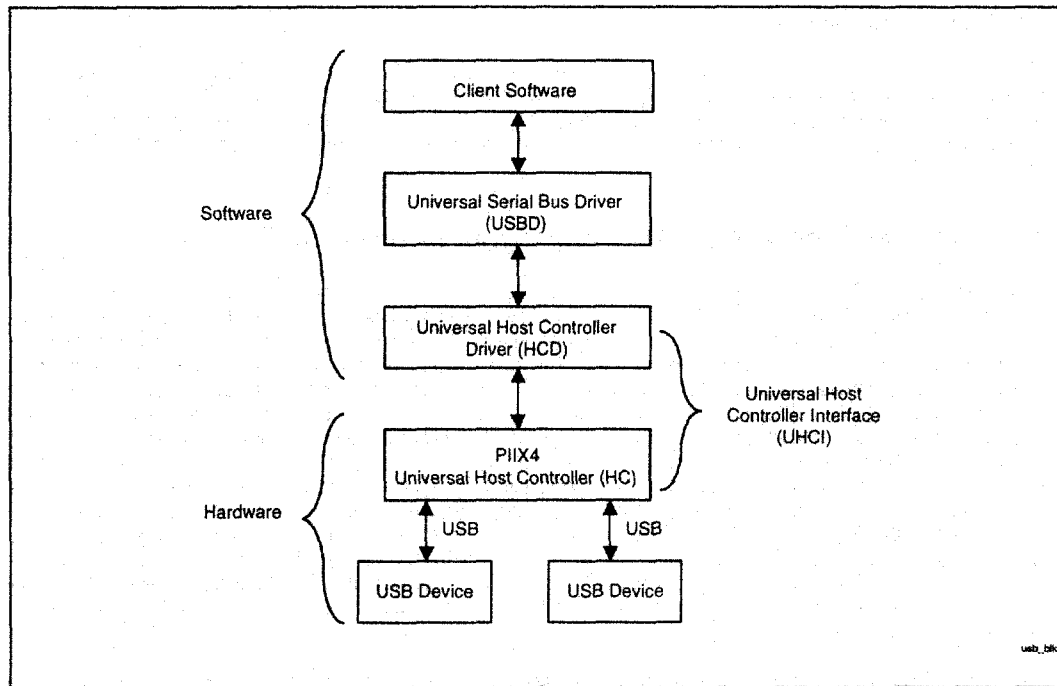 Client Software
Universal Serial Bus Driver
(USBD)
Software
Universal Host Controller
Driver (HCD)
Universal Host
Controller Interface
(UHCI)
PIIX4
Universal Host Controller (HC)
Hardware
USB
USB
USB Device
USB Device
usb_blk